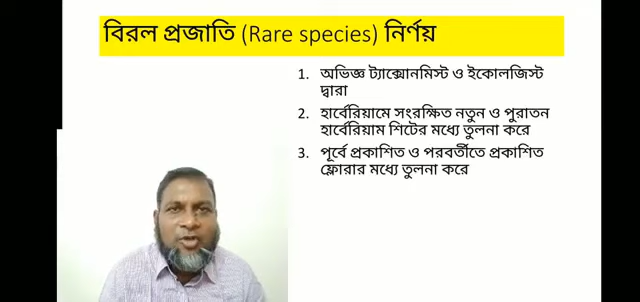 বিরল প্রজাতি (Rare species) নির্ণয়
1. অভিজ্ঞ ট্যাক্সোনমিস্ট ও ইকোলজিস্ট
দ্বারা
2. হার্বেরিয়ামে সংরক্ষিত নতুন ও পুরাতন
হার্বেরিয়াম শিটের মধ্যে তুলনা করে
3. পূর্বে প্রকাশিত ও পরবর্তীতে প্রকাশিত
ফ্লোরার মধ্যে তুলনা করে